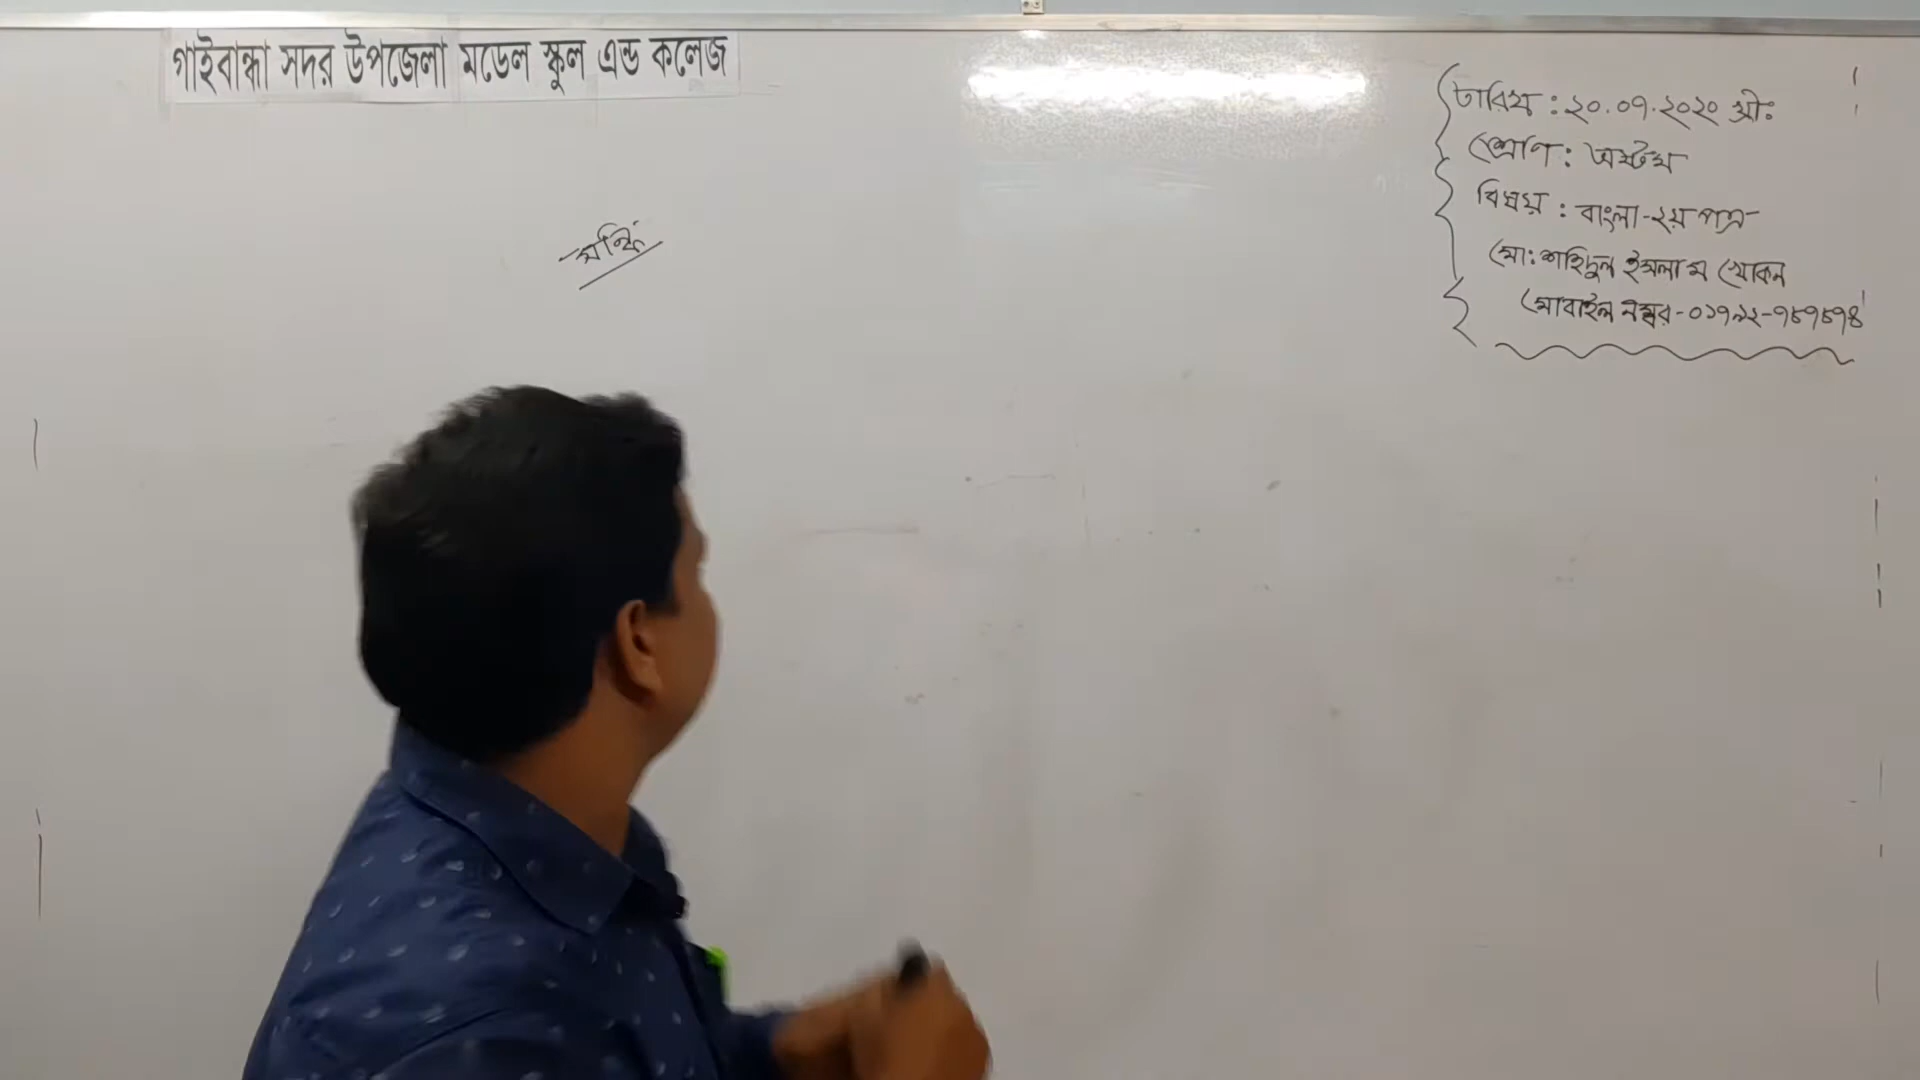 গাইবান্ধা সদর উপজেলা মডেল স্কুল এন্ড কলেজ
তারিখ : ২০.০৭.২০২০ খ্রীঃ
শ্রেণি : অষ্টম
বিষয় : বাংলা-২য় পত্র
মো: শহিদুল ইসলাম খোকন
মোবাইল নম্বর-০১৭৯২-৭৮৭৮৭৪
সন্ধি